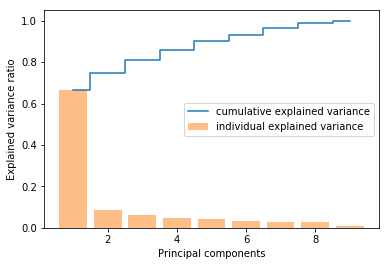 1.0
0.8
0.6
0.4
0.2
0.0
Explained variance ratio
cumulative explained variance
individual explained variance
2 4 6 8
Principal components